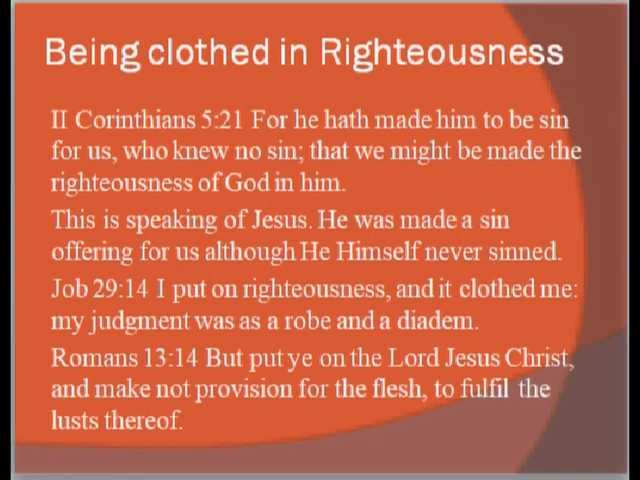 Being clothed in Righteousness
II Corinthians 5:21 For he hath made him to be sin
for us, who knew no sin; that we might be made the
righteousness of God in him.
This is speaking of Jesus. He was made a sin
offering for us although He Himself never sinned.
Job 29:14 I put on righteousness, and it clothed me:
my judgment was as a robe and a diadem.
Romans 13:14 But put ye on the Lord Jesus Christ,
and make not provision for the flesh, to fulfil the
lusts thereof.